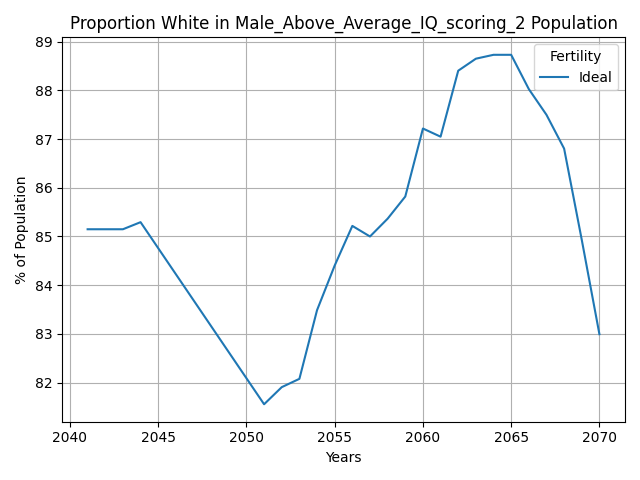 Proportion White in Male_Above_Average_IQ_scoring_2 Population
89
88
87
86
85
84
83
82
% of Population
Fertility
Ideal
2040 2045 2050 2055 2060 2065 2070
Years